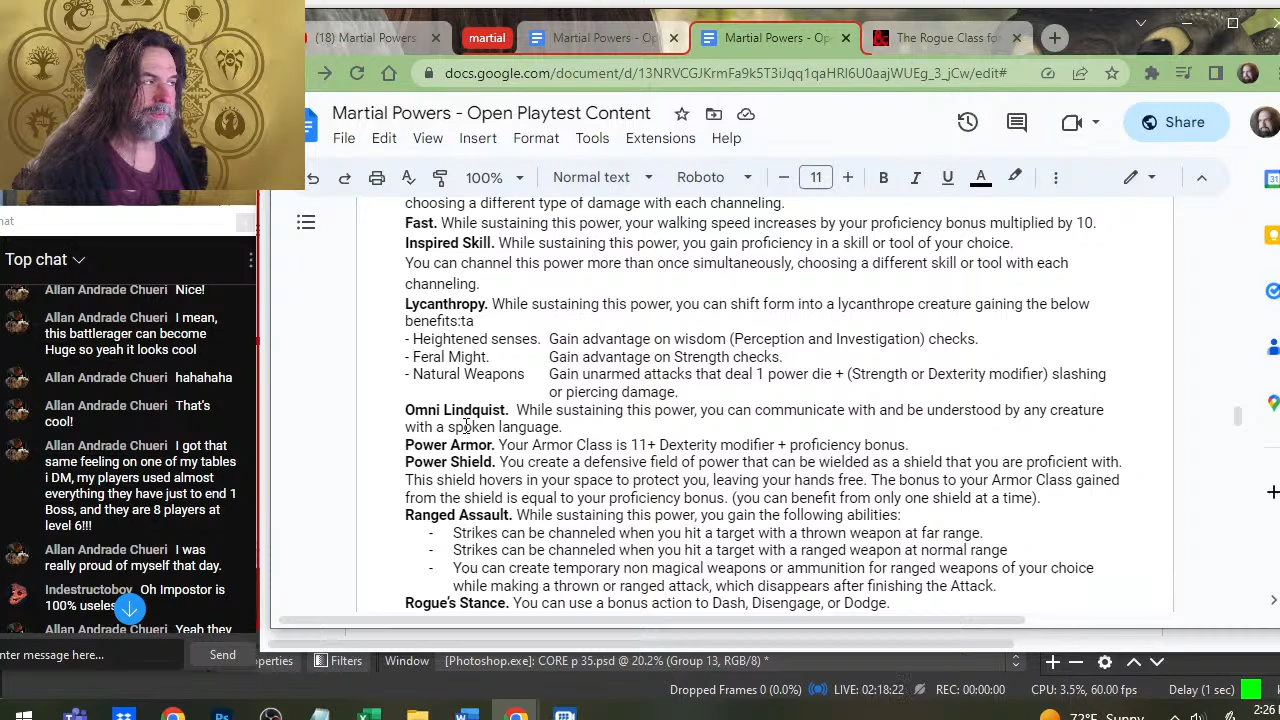 (18) Martial Powers
martial
Martial Powers - Op
Martial Powers - Op
The Rogue Class fo
docs.google.com/document/d/13NRVCGJKrmFa9k5T3iJqq1qaHR6U0aajWUEg_3_jCw/edit#
Martial Powers - Open Playtest Content
File Edit View Insert Format Tools Extensions Help
Share
100% Normal text Roboto 11 B I U A
choosing a different type of damage with each channeling.
Fast. While sustaining this power, your walking speed increases by your proficiency bonus multiplied by 10.
Inspired Skill. While sustaining this power, you gain proficiency in a skill or tool of your choice.
You can channel this power more than once simultaneously, choosing a different skill or tool with each
channeling.
Lycanthropy. While sustaining this power, you can shift form into a lycanthrope creature gaining the below
benefits:ta
- Heightened senses. Gain advantage on wisdom (Perception and Investigation) checks.
- Feral Might. Gain advantage on Strength checks.
- Natural Weapons Gain unarmed attacks that deal 1 power die + (Strength or Dexterity modifier) slashing
or piercing damage.
Omni Lindquist. While sustaining this power, you can communicate with and be understood by any creature
with a spoken language.
Power Armor. Your Armor Class is 11+ Dexterity modifier + proficiency bonus.
Power Shield. You create a defensive field of power that can be wielded as a shield that you are proficient with.
This shield hovers in your space to protect you, leaving your hands free. The bonus to your Armor Class gained
from the shield is equal to your proficiency bonus. (you can benefit from only one shield at a time).
Ranged Assault. While sustaining this power, you gain the following abilities:
- Strikes can be channeled when you hit a target with a thrown weapon at far range.
- Strikes can be channeled when you hit a target with a ranged weapon at normal range
- You can create temporary non magical weapons or ammunition for ranged weapons of your choice
while making a thrown or ranged attack, which disappears after finishing the Attack.
Rogue's Stance. You can use a bonus action to Dash, Disengage, or Dodge.
hat
Top chat
Allan Andrade Chueri Nice!
Allan Andrade Chueri I mean,
this battlerager can become
Huge so yeah it looks cool
Allan Andrade Chueri hahahaha
Allan Andrade Chueri That's
cool!
Allan Andrade Chueri I got that
same feeling on one of my tables
i DM, my players used almost
everything they have just to end 1
Boss, and they are 8 players at
level 6!!!
Allan Andrade Chueri I was
really proud of myself that day.
Indestructoboy Oh Impostor is
100% useles
Allan Andrade Chueri Yeah they
nter message here... Send
operties Filters Window [Photoshop.exe]: CORE p 35.psd @ 20.2% (Group 13, RGB/8) *
Dropped Frames 0 (0.0%) LIVE: 02:18:22 REC: 00:00:00 CPU: 3.5%, 60.00 fps Delay (1 sec)
72°F Sunny 2:26